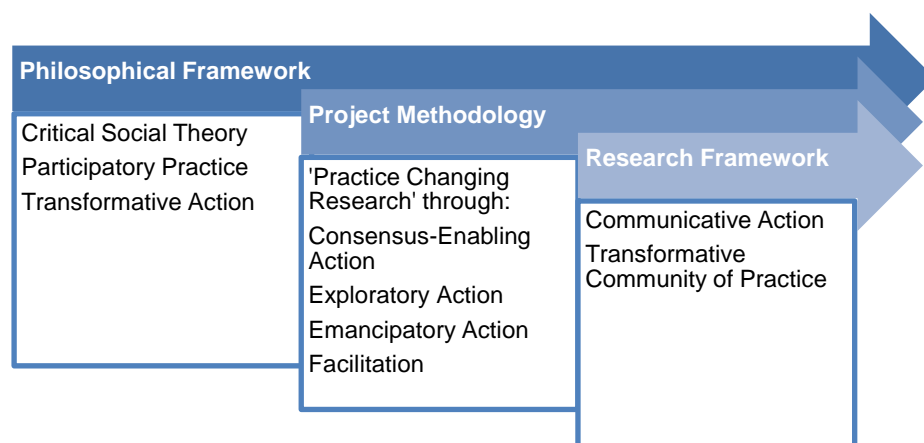 Philosophical Framework
Critical Social Theory
Participatory Practice
Transformative Action
Project Methodology
'Practice Changing
Research' through:
Consensus-Enabling
Action
Exploratory Action
Emancipatory Action
Facilitation
Research Framework
Communicative Action
Transformative
Community of Practice